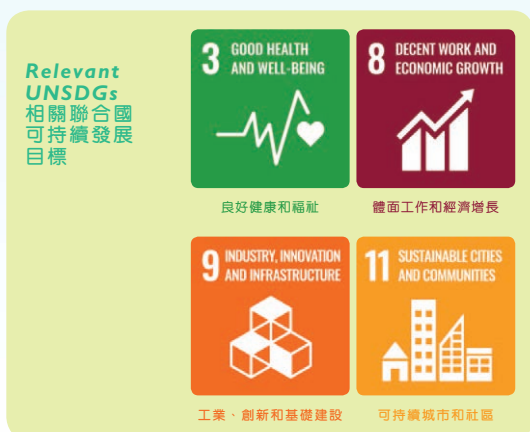 Relevant
UNSDGs
相關聯合國
可持續發展
目標
3 GOOD HEALTH
AND WELL-BEING
良好健康和福祉
8 DECENT WORK AND
ECONOMIC GROWTH
體面工作和經濟增長
9 INDUSTRY, INNOVATION
AND INFRASTRUCTURE
工業、創新和基礎建設
11 SUSTAINABLE CITIES
AND COMMUNITIES
可持續城市和社區